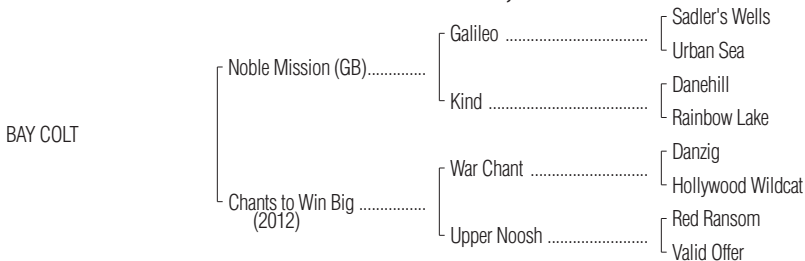 Sadler's Wells
Galileo ................................................
Urban Sea
Noble Mission (GB)..............
Danehill
Kind .....................................................
Rainbow Lake
BAY COLT
Danzig
War Chant .......................................
Hollywood Wildcat
Chants to Win Big ................
(2012)
Red Ransom
Upper Noosh .................................
Valid Offer